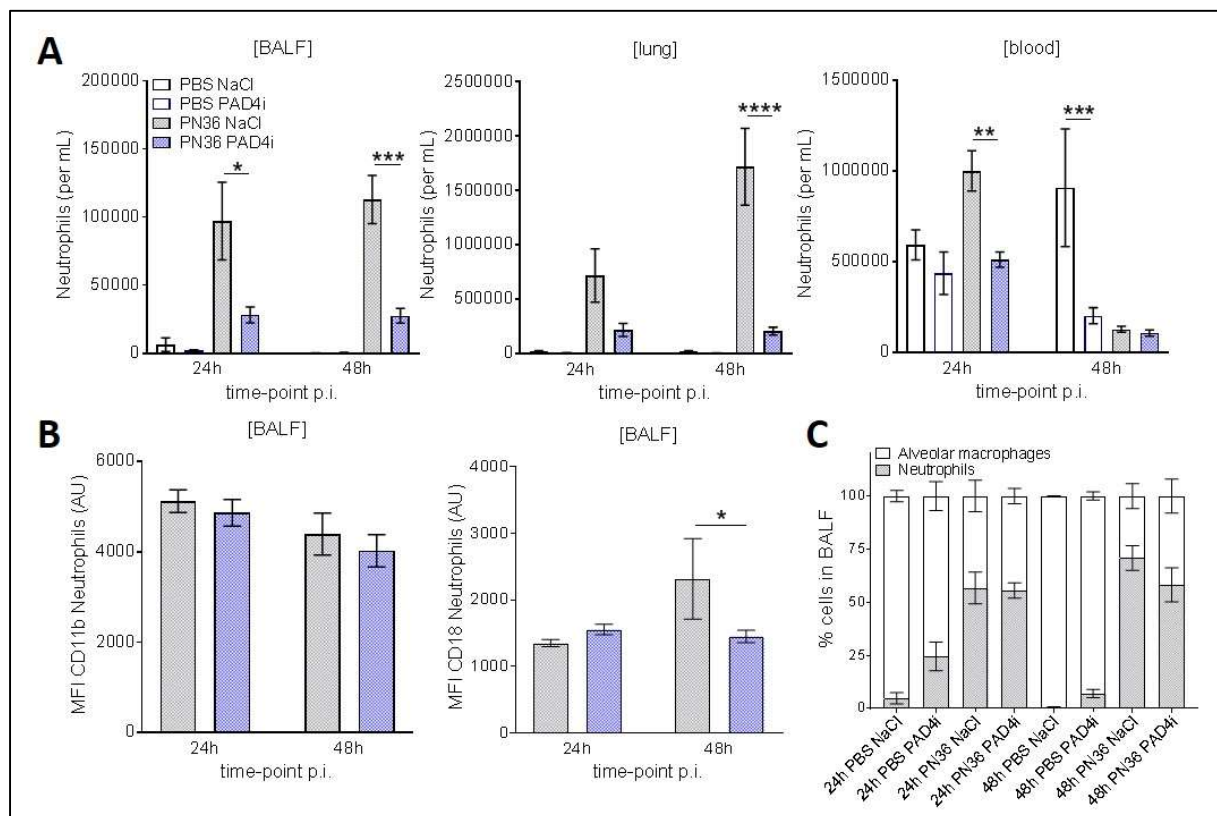 A
[BALF]
Neutrophils (per mL)
200000
150000
100000
50000
0
PBS NaCl
PBS PAD4i
PN36 NaCl
PN36 PAD4i
*
***
24h
48h
time-point p.i.
[lung]
Neutrophils (per mL)
2500000
2000000
1500000
1000000
500000
0
****
24h
48h
time-point p.i.
[blood]
Neutrophils (per mL)
1500000
1000000
500000
0
**
***
24h
48h
time-point p.i.
B
[BALF]
MFI CD11b Neutrophils (AU)
6000
4000
2000
0
24h
48h
time-point p.i.
[BALF]
MFI CD18 Neutrophils (AU)
4000
3000
2000
1000
0
*
24h
48h
time-point p.i.
C
Alveolar macrophages
Neutrophils
% cells in BALF
100
75
50
25
0
24h PBS NaCl
24h PBS PAD4i
24h PN36 NaCl
24h PN36 PAD4i
48h PBS NaCl
48h PBS PAD4i
48h PN36 NaCl
48h PN36 PAD4i